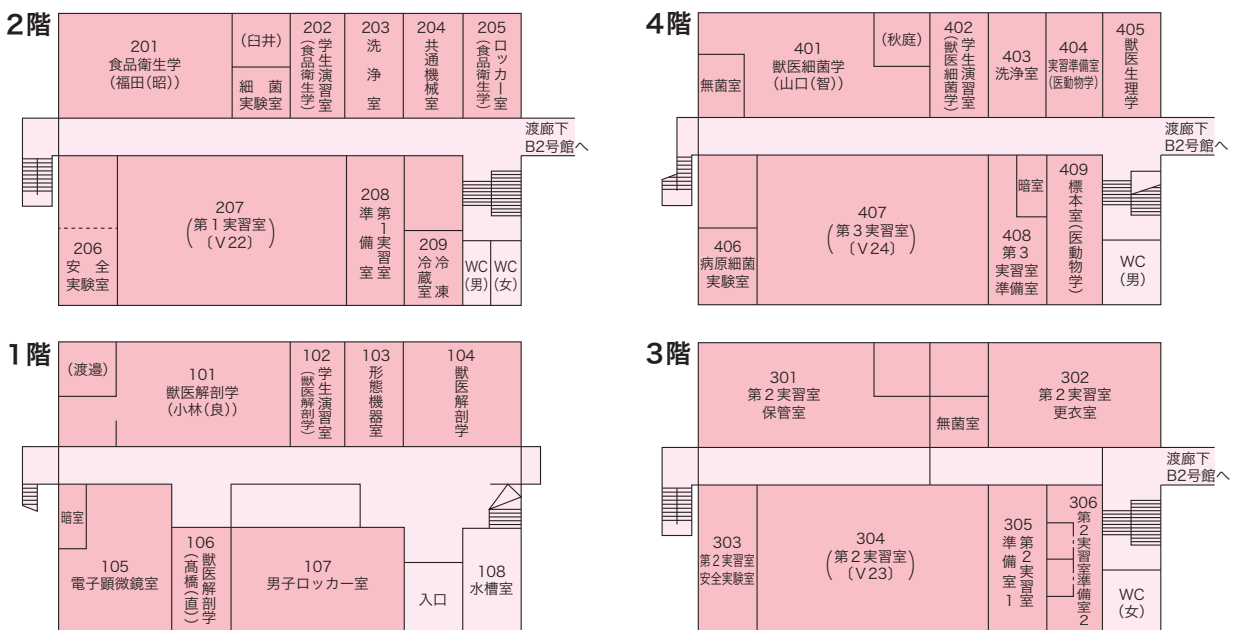 2階
201
食品衛生学
(福田(昭))
(臼井)
細菌
実験室
202
学生演習室
(食品衛生学)
203
洗浄室
204
共通機械室
205
ロッカー室
(食品衛生学)
渡廊下
B2号館へ
206
安全
実験室
207
(第1実習室)
〔V22〕
208
第1実習室
準備室
209
冷凍
冷蔵室
WC
(男)
WC
(女)
4階
無菌室
401
獣医細菌学
(山口(智))
(秋庭)
402
学生演習室
(獣医細菌学)
403
洗浄室
404
実習準備室
(医動物学)
405
獣医生理学
渡廊下
B2号館へ
406
病原細菌
実験室
407
(第3実習室)
〔V24〕
暗室
408
第3
実習室
準備室
409
標本室(医動物学)
WC
(男)
1階
(渡邉)
101
獣医解剖学
(小林(良))
102
学生演習室
(獣医解剖学)
103
形態機器室
104
獣医解剖学
暗室
105
電子顕微鏡室
106
獣医解剖学
(髙橋(直))
107
男子ロッカー室
入口
108
水槽室
3階
301
第2実習室
保管室
無菌室
302
第2実習室
更衣室
渡廊下
B2号館へ
303
第2実習室
安全実験室
304
(第2実習室)
〔V23〕
305
第2実習室
準備室1
306
第2実習室準備室2
WC
(女)